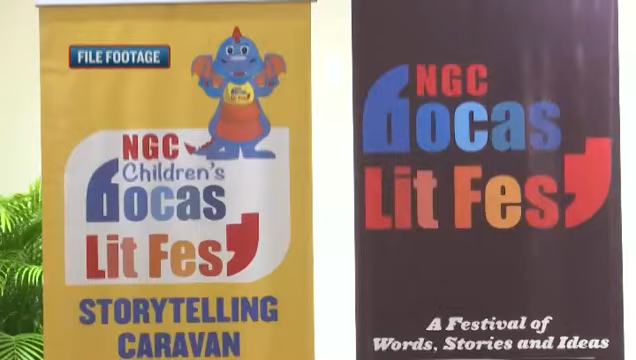 FILE FOOTAGE
NGC
Children's
Bocas
Lit Fest
STORYTELLING
CARAVAN
NGC
Bocas
Lit Fest
A Festival of
Words, Stories and Ideas